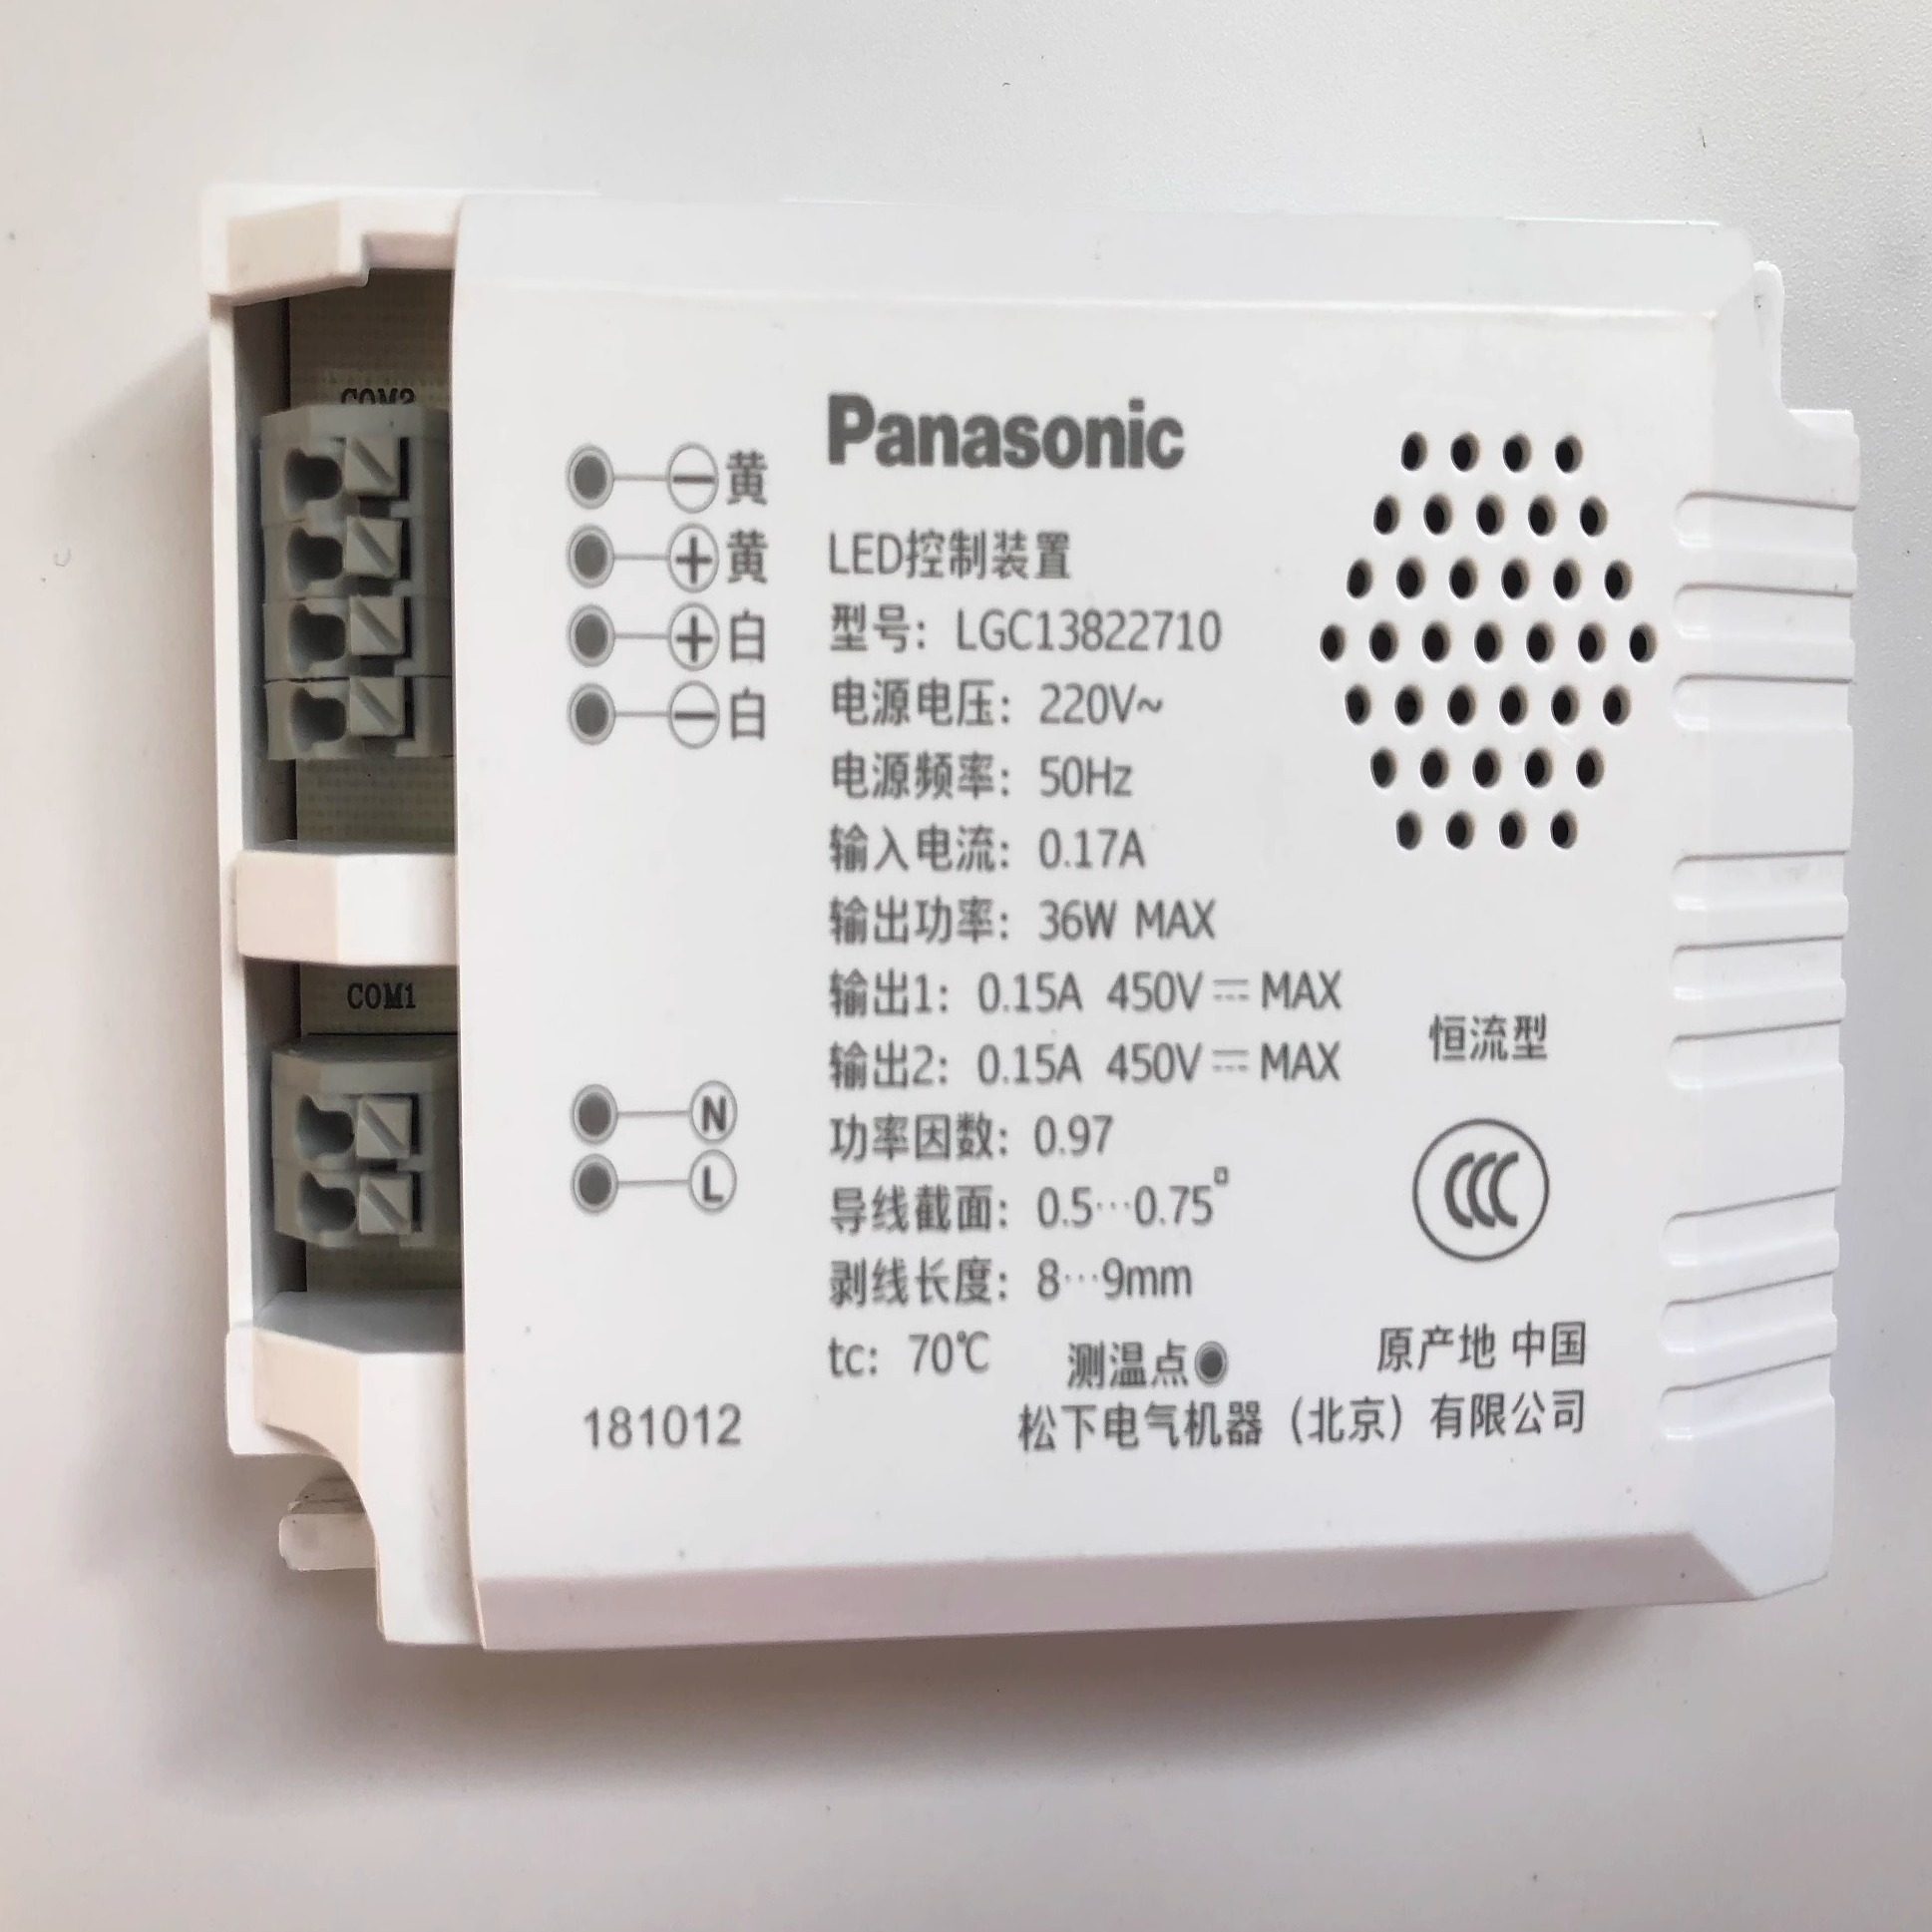 COM2
Panasonic
⊖黄
⊕黄
⊕白
⊖白
LED控制装置
型号：LGC13822710
电源电压：220V~
电源频率：50Hz
输入电流：0.17A
输出功率：36W MAX
输出1：0.15A 450V⎓MAX
输出2：0.15A 450V⎓MAX
恒流型
COM1
N
L
功率因数：0.97
导线截面：0.5…0.75□
剥线长度：8…9mm
tc：70℃ 测温点
CCC
原产地 中国
181012
松下电气机器（北京）有限公司